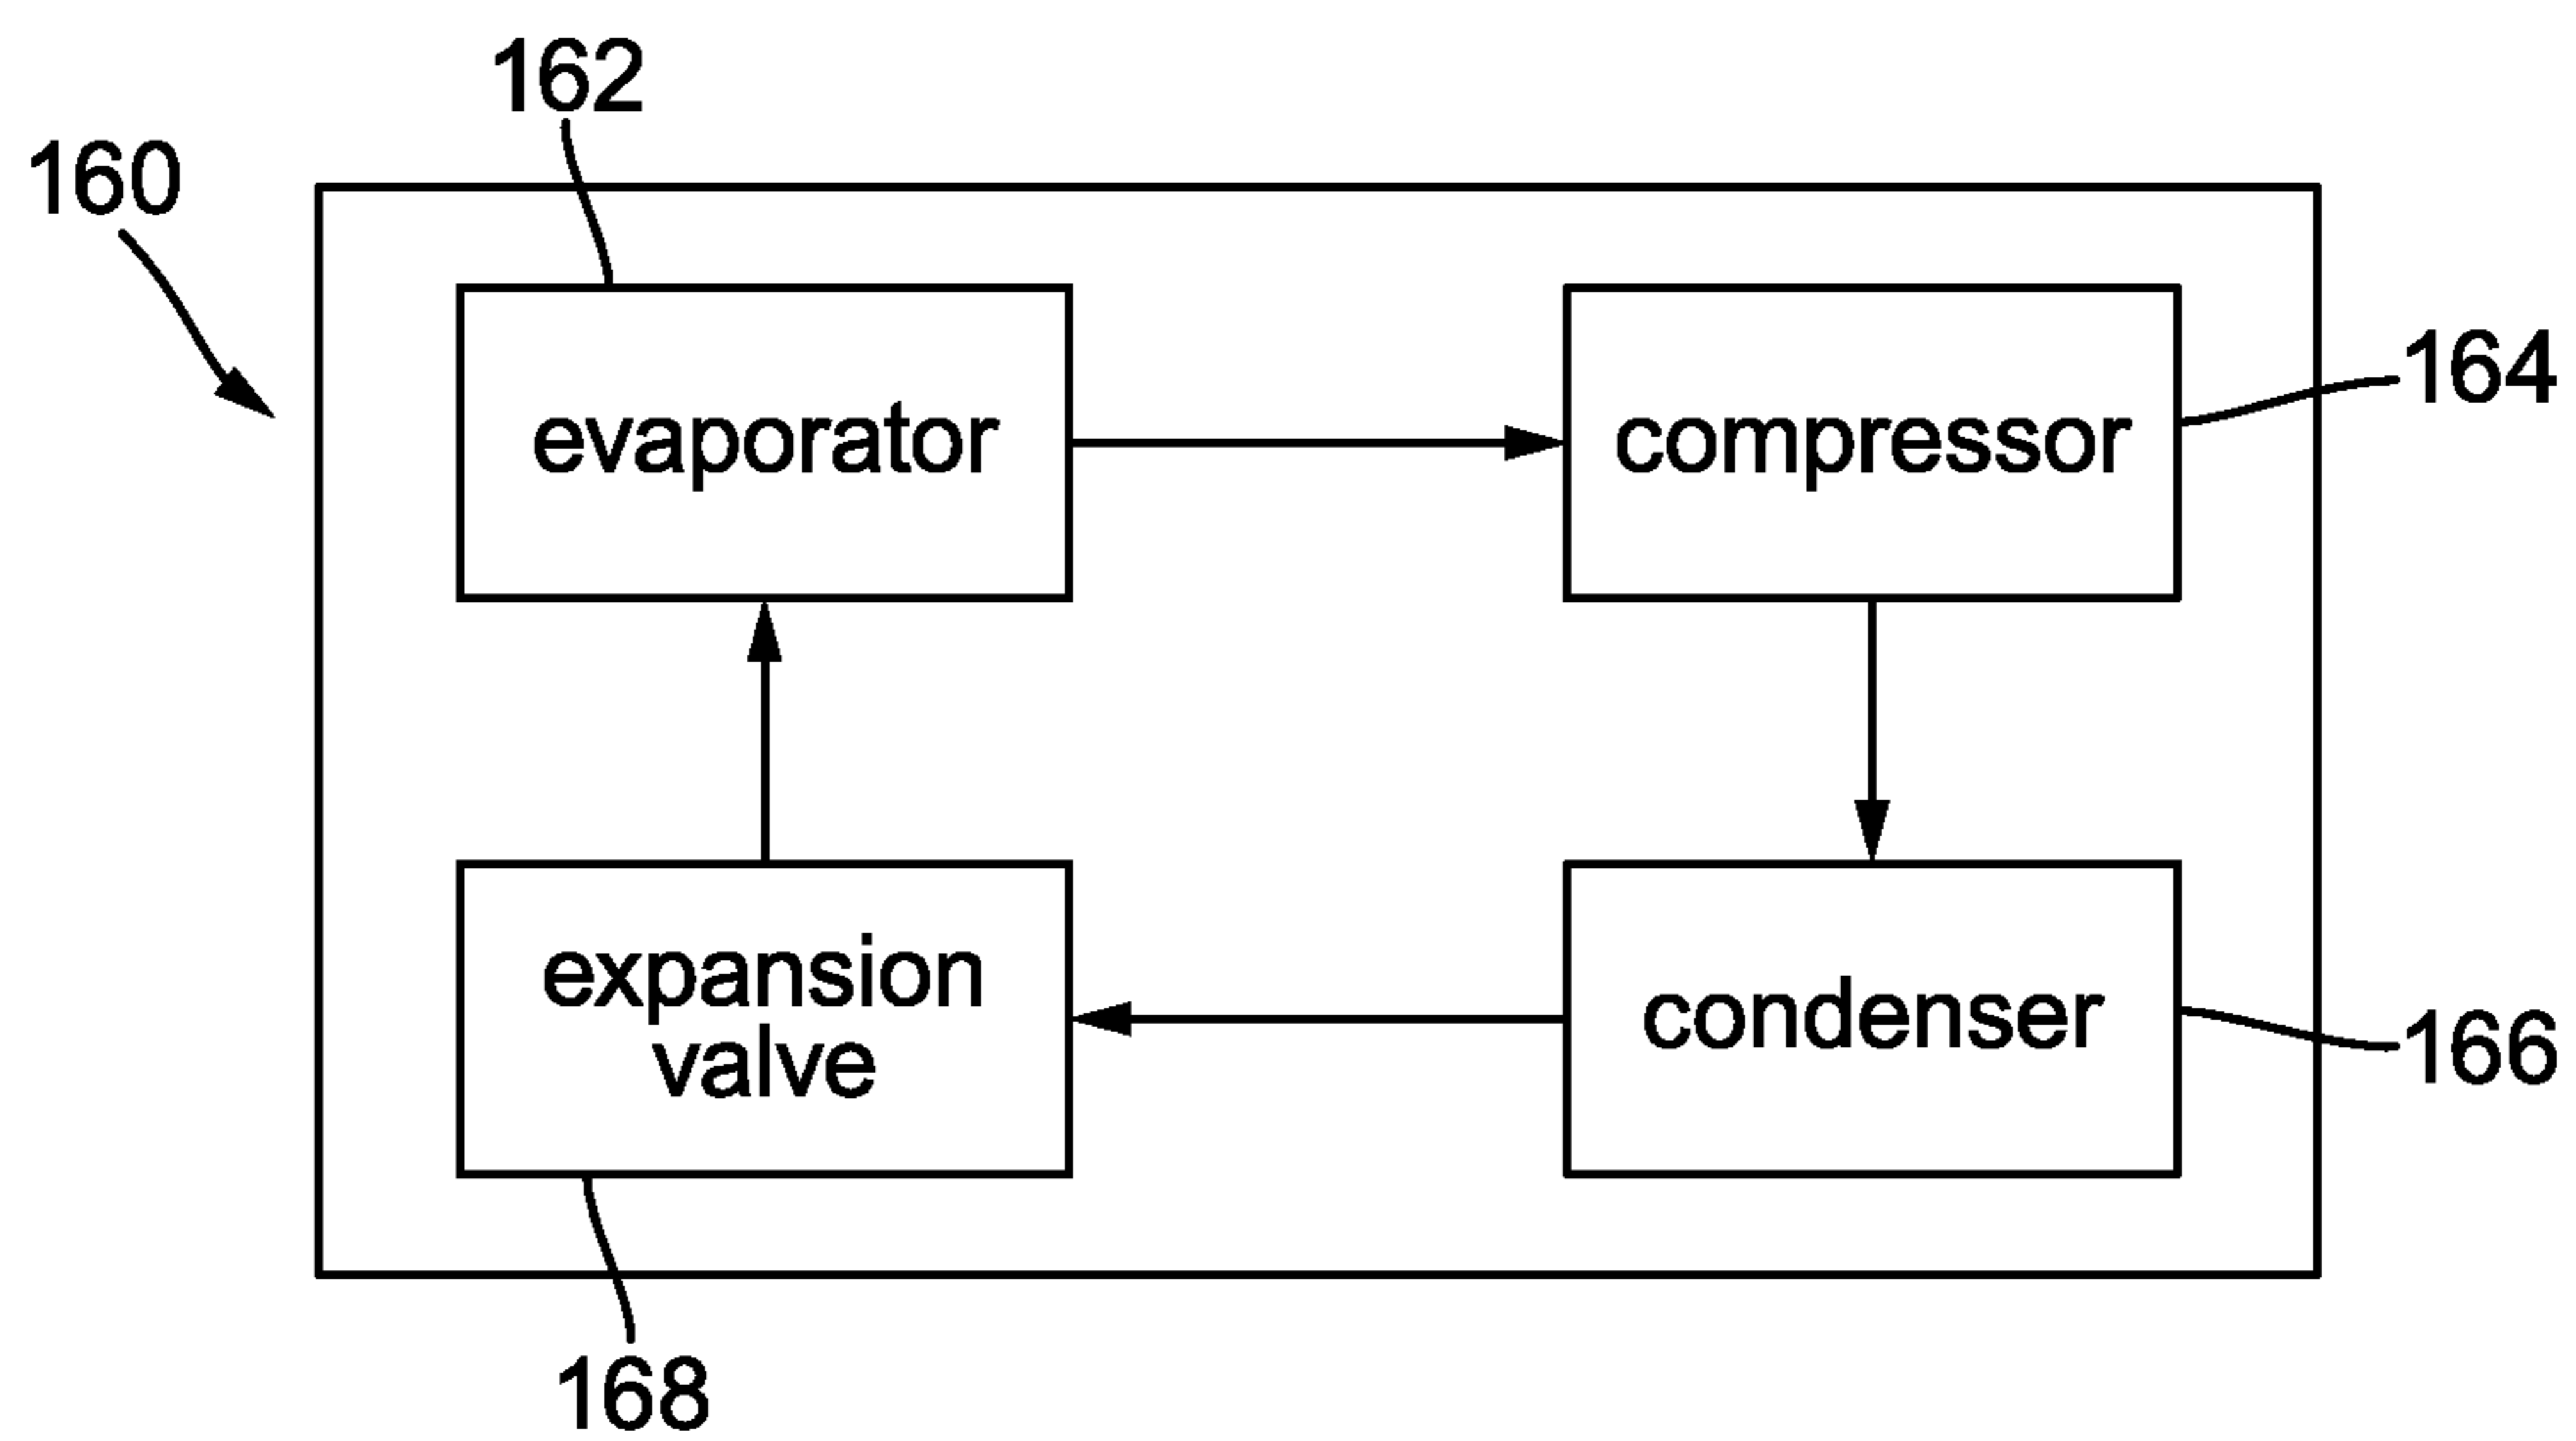 162
160
evaporator
compressor
164
expansion
valve
condenser
166
168